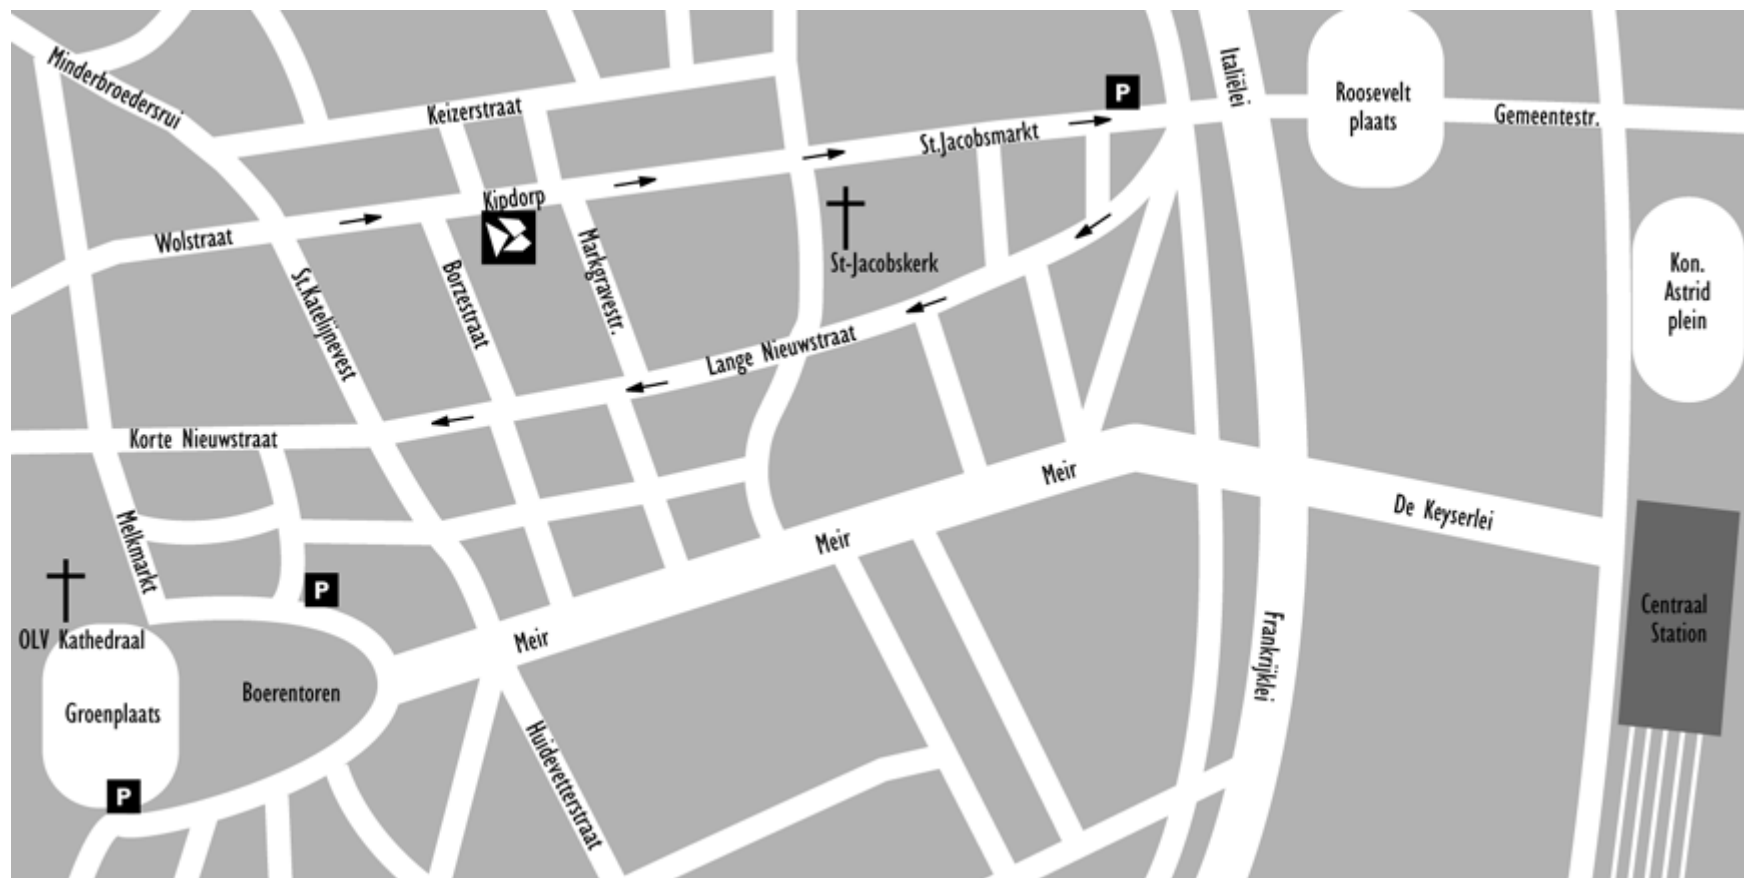 Minderbroedersrui
Keizerstraat
Italiëlei
P
Roosevelt
plaats
Gemeentestr.
St.Jacobsmarkt
Kipdorp
Wolstraat
Markgravestr.
St-Jacobskerk
Borzestraat
St.Katelijnevest
Kon.
Astrid
plein
Lange Nieuwstraat
Korte Nieuwstraat
Meir
De Keyserlei
Melkmarkt
Meir
P
Centraal
Station
OLV Kathedraal
Meir
Frankrijklei
Boerentoren
Groenplaats
Huidevetterstraat
P